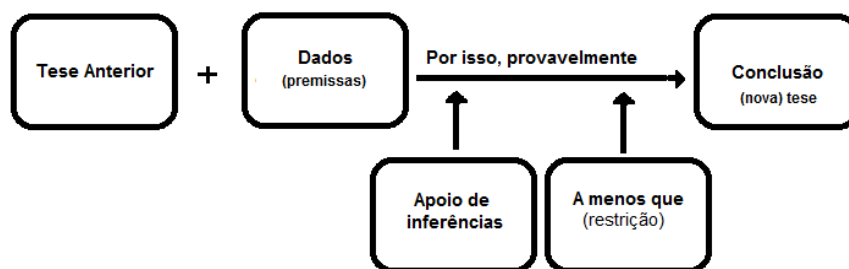 Tese Anterior
+
Dados
(premissas)
Por isso, provavelmente
Conclusão
(nova) tese
Apoio de
inferências
A menos que
(restrição)